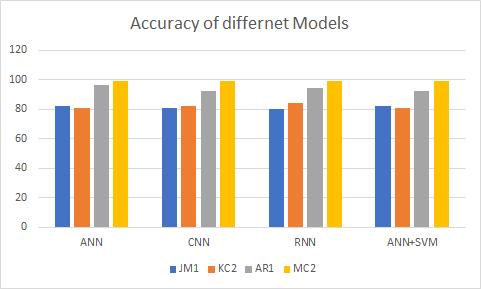 Accuracy of differnet Models
120
100
80
60
40
20
0
ANN CNN RNN ANN+SVM
JM1 KC2 AR1 MC2